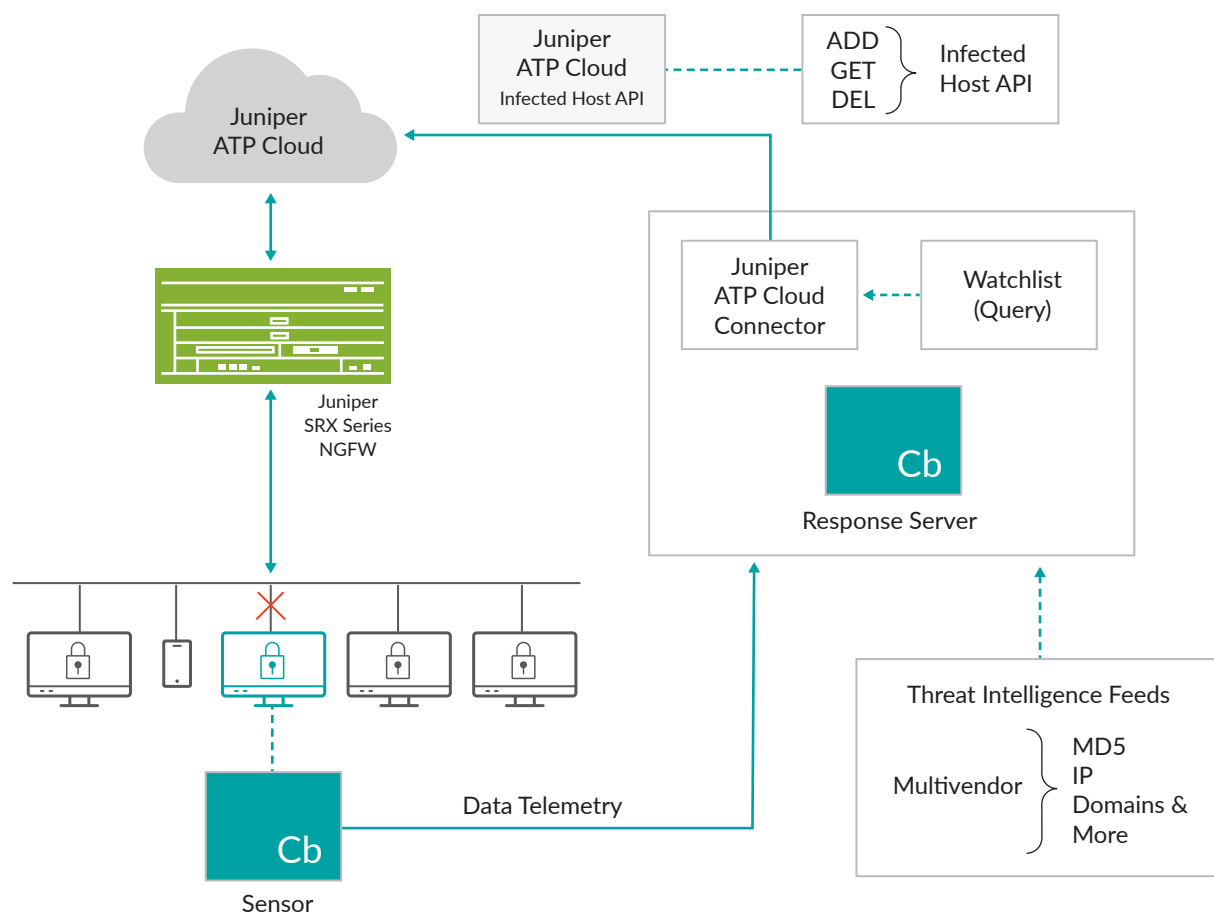 Juniper
ATP Cloud
Infected Host API
ADD
GET
DEL
Infected
Host API
Juniper
ATP Cloud
Juniper
ATP Cloud
Connector
Watchlist
(Query)
Juniper
SRX Series
NGFW
Cb
Response Server
Threat Intelligence Feeds
Multivendor
MD5
IP
Domains &
More
Data Telemetry
Cb
Sensor